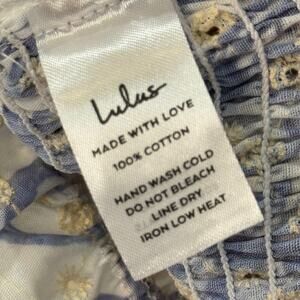 Lulus
MADE WITH LOVE
100% COTTON
HAND WASH COLD
DO NOT BLEACH
LINE DRY
IRON LOW HEAT